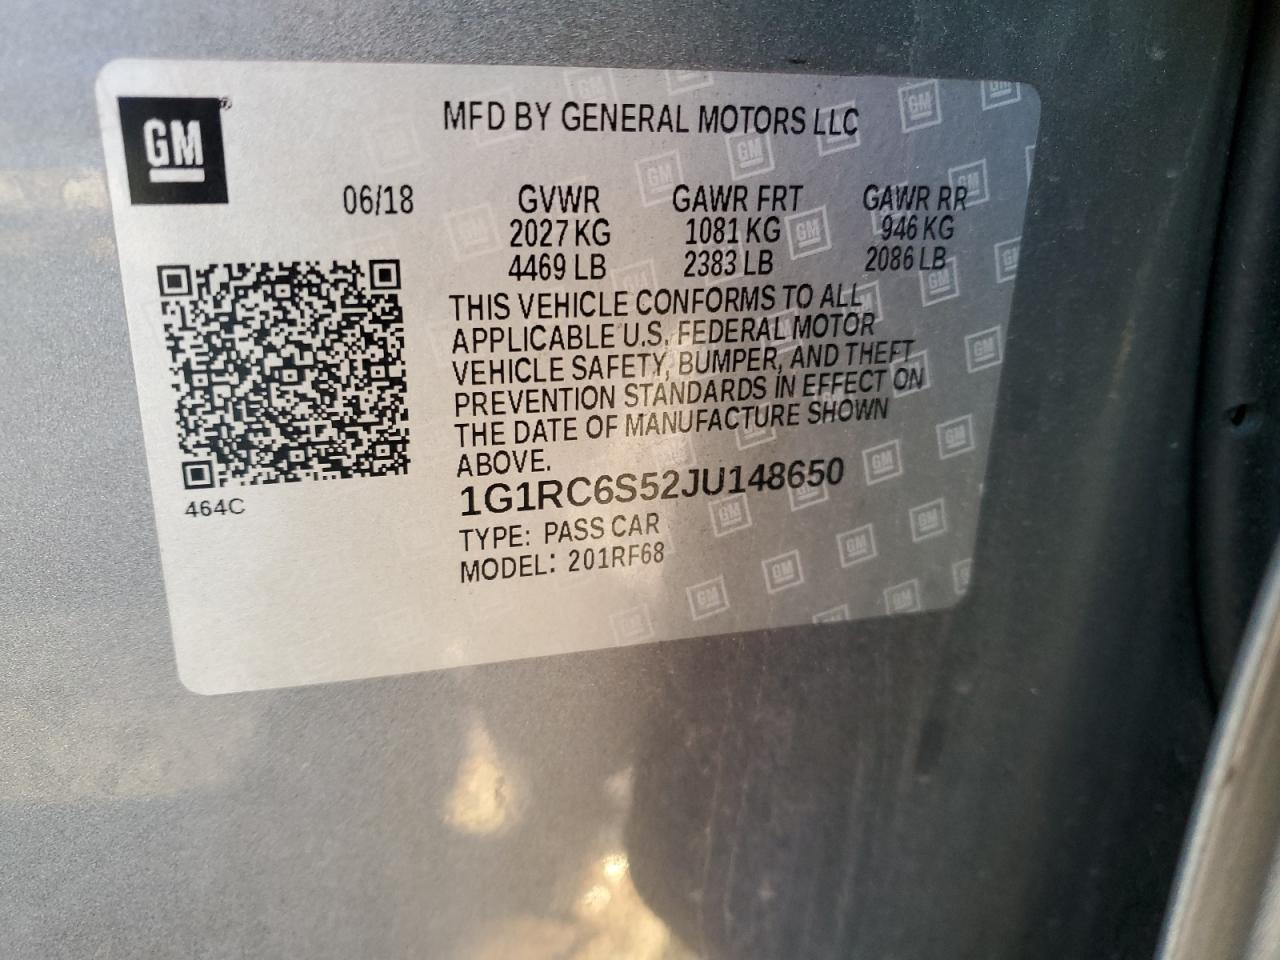 GM
MFD BY GENERAL MOTORS LLC
06/18 GVWR GAWR FRT GAWR RR
2027 KG 1081 KG 946 KG
4469 LB 2383 LB 2086 LB
THIS VEHICLE CONFORMS TO ALL
APPLICABLE U.S. FEDERAL MOTOR
VEHICLE SAFETY, BUMPER, AND THEFT
PREVENTION STANDARDS IN EFFECT ON
THE DATE OF MANUFACTURE SHOWN
ABOVE.
464C
1G1RC6S52JU148650
TYPE: PASS CAR
MODEL: 201RF68